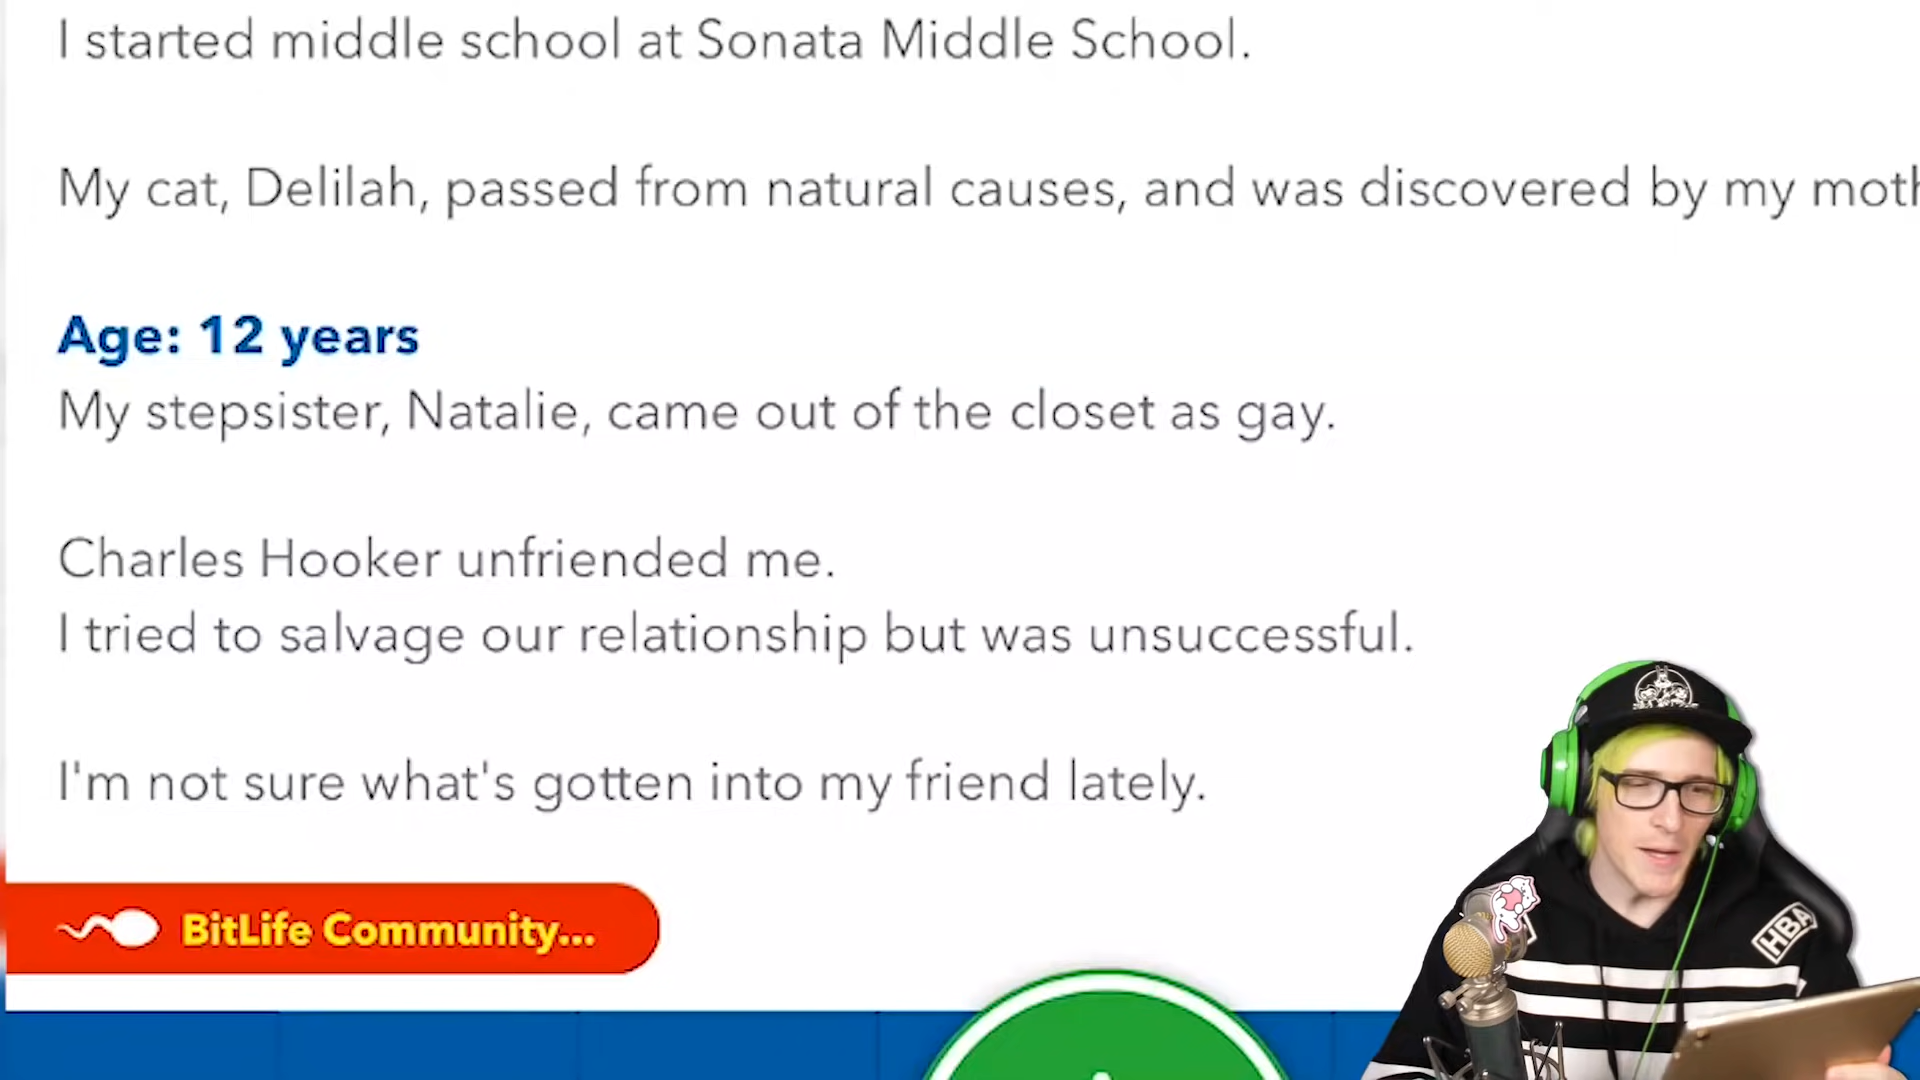 I started middle school at Sonata Middle School.
My cat, Delilah, passed from natural causes, and was discovered by my
Age: 12 years
My stepsister, Natalie, came out of the closet as gay.
Charles Hooker unfriended me.
I tried to salvage our relationship but was unsuccessful.
I'm not sure what's gotten into my friend lately.
BitLife Community...
HBA